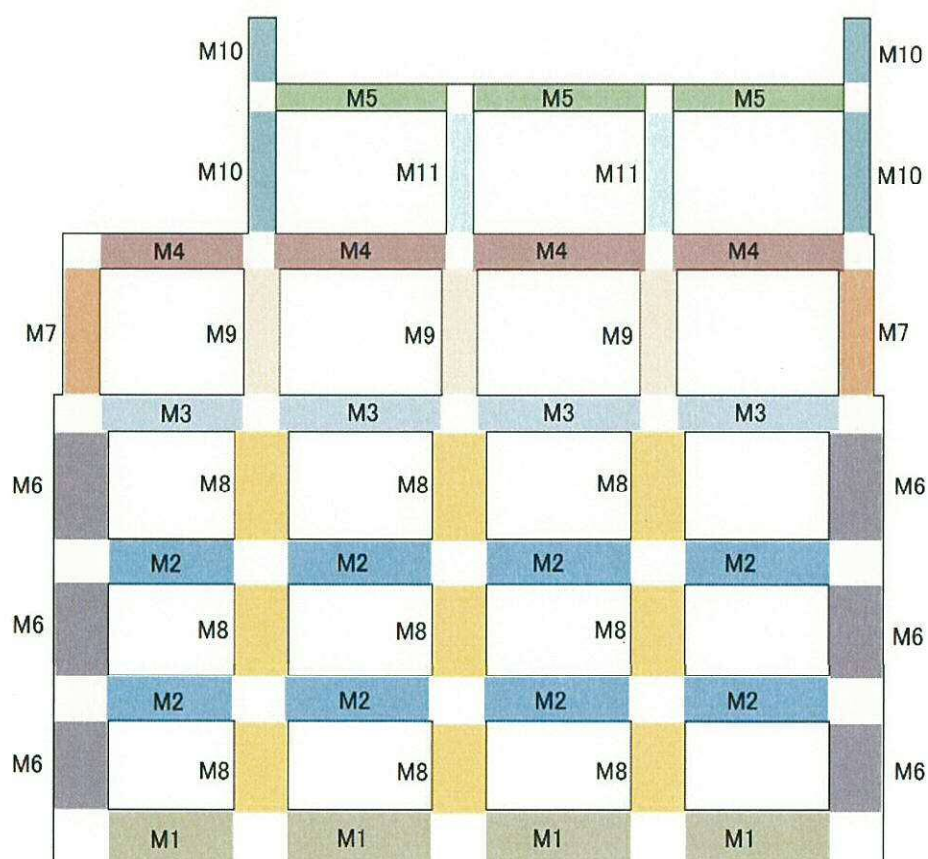 M10 M10
M5 M5 M5
M10 M11 M11 M10
M4 M4 M4 M4
M7 M9 M9 M9 M7
M3 M3 M3 M3
M6 M8 M8 M8 M6
M2 M2 M2 M2
M6 M8 M8 M8 M6
M2 M2 M2 M2
M6 M8 M8 M8 M6
M1 M1 M1 M1